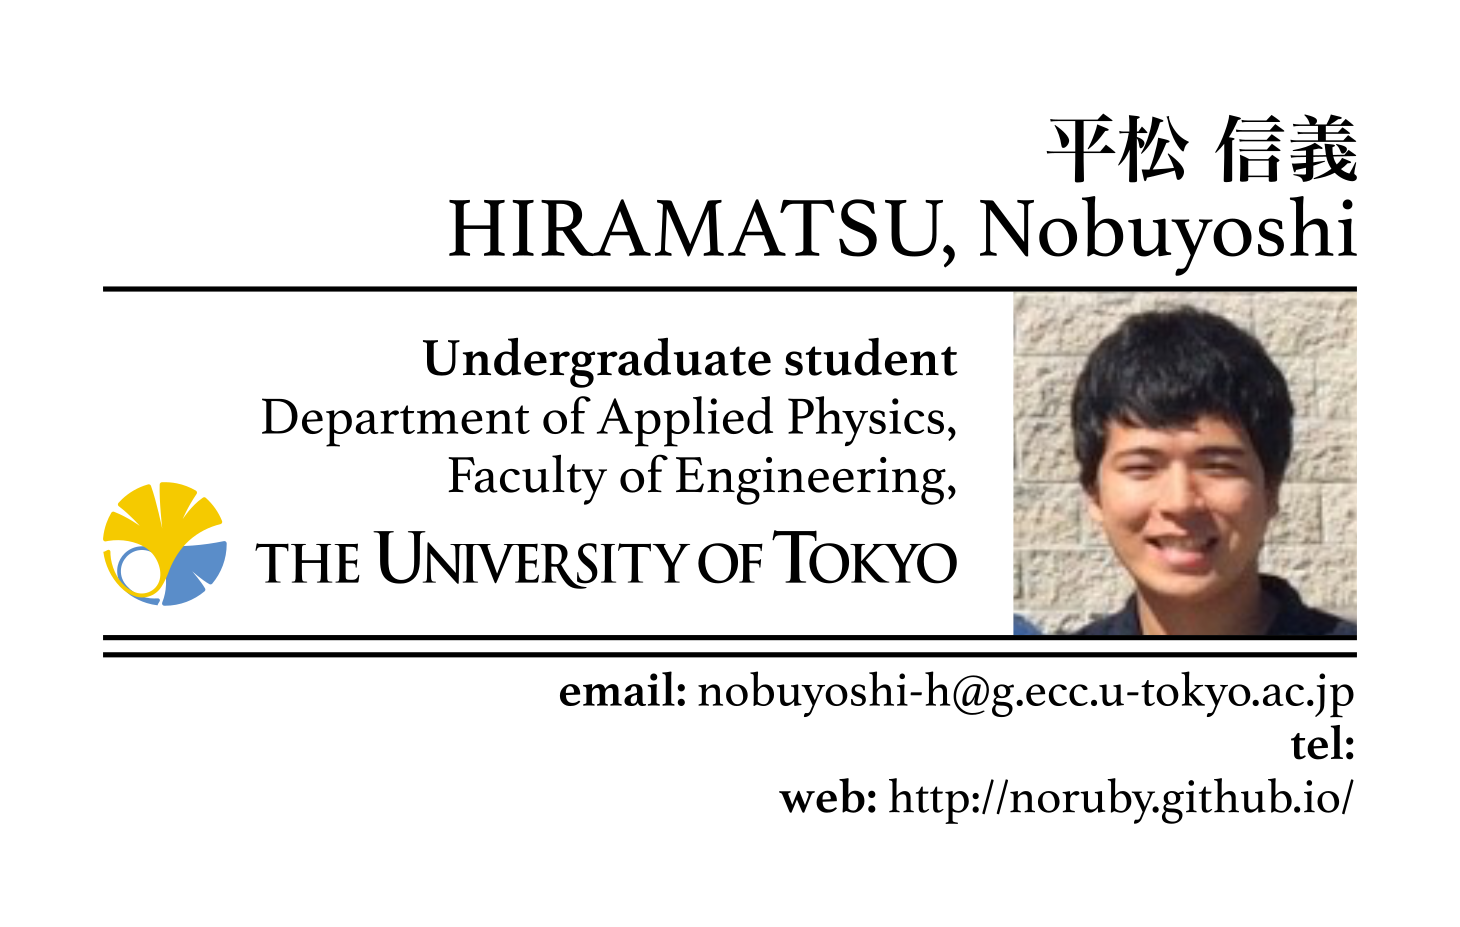 平松 信義
HIRAMATSU, Nobuyoshi
Undergraduate student
Department of Applied Physics,
Faculty of Engineering,
THE UNIVERSITY OF TOKYO
email: nobuyoshi-h@g.ecc.u-tokyo.ac.jp
tel:
web: http://noruby.github.io/